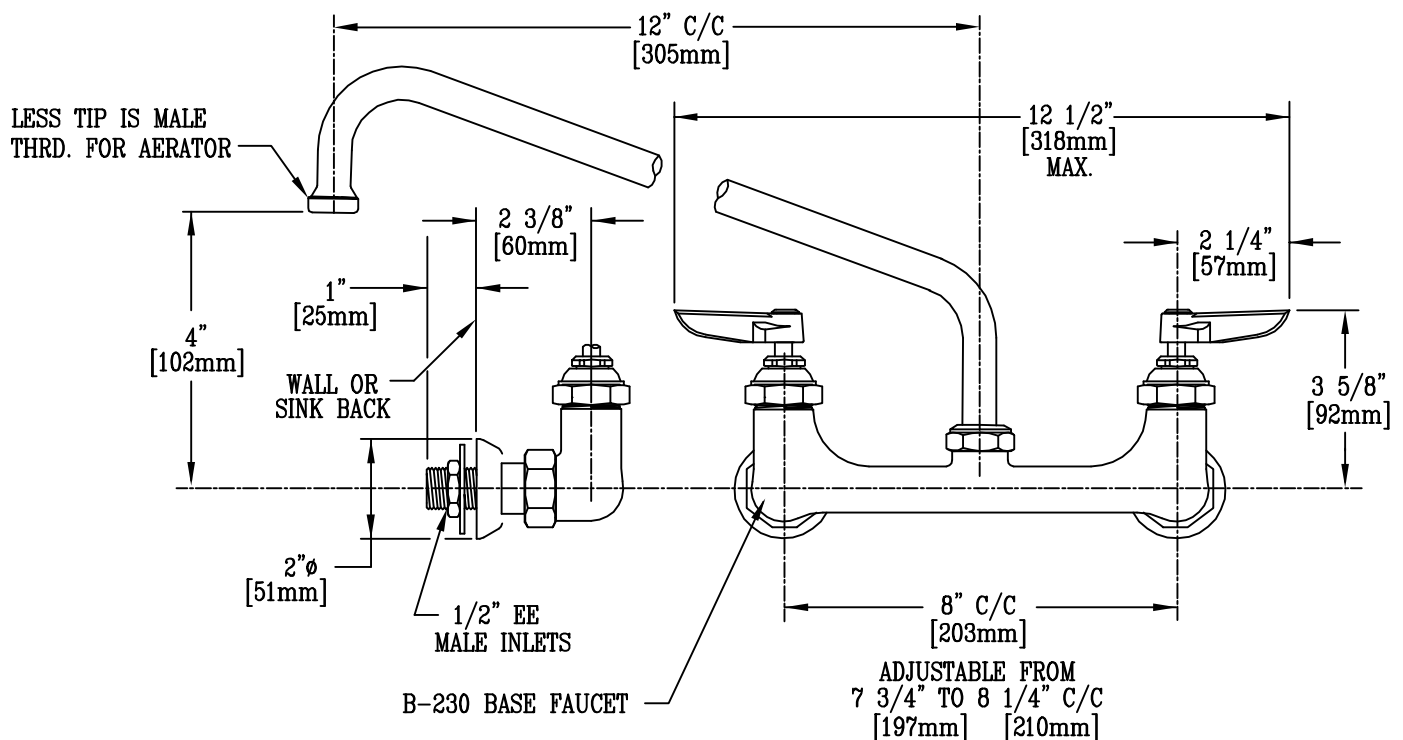 12" C/C
[305mm]
LESS TIP IS MALE
THRD. FOR AERATOR
12 1/2"
[318mm]
MAX.
2 3/8"
[60mm]
2 1/4"
[57mm]
1"
[25mm]
4"
[102mm]
WALL OR
SINK BACK
3 5/8"
[92mm]
2"ø
[51mm]
1/2" EE
MALE INLETS
8" C/C
[203mm]
B-230 BASE FAUCET
ADJUSTABLE FROM
7 3/4" TO 8 1/4" C/C
[197mm] [210mm]